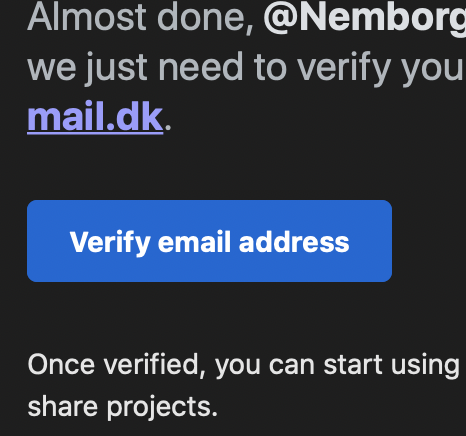 Almost done, @Nemborg
we just need to verify you
mail.dk.
Verify email address
Once verified, you can start using
share projects.